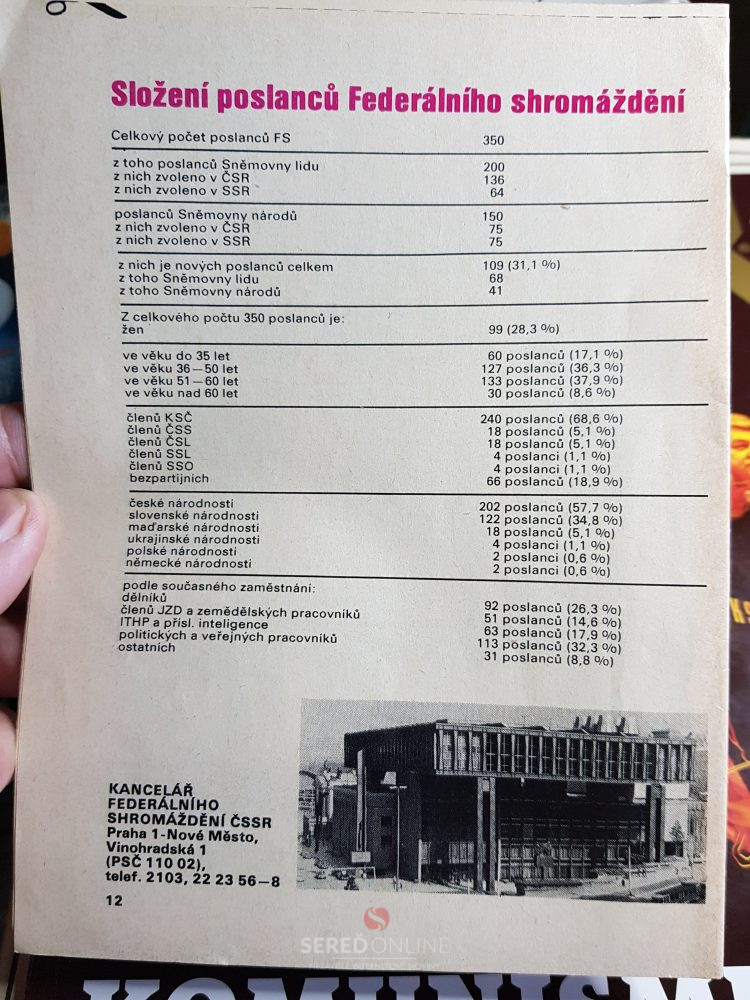 Složení poslanců Federálního shromáždění
Celkový počet poslanců FS 350
z toho poslanců Sněmovny lidu 200
z nich zvoleno v ČSR 136
z nich zvoleno v SSR 64
poslanců Sněmovny národů 150
z nich zvoleno v ČSR 75
z nich zvoleno v SSR 75
z nich je nových poslanců celkem 109 (31,1 %)
z toho Sněmovny lidu 68
z toho Sněmovny národů 41
Z celkového počtu 350 poslanců je:
žen 99 (28,3 %)
ve věku do 35 let 60 poslanců (17,1 %)
ve věku 36—50 let 127 poslanců (36,3 %)
ve věku 51—60 let 133 poslanců (37,9 %)
ve věku nad 60 let 30 poslanců (8,6 %)
členů KSČ 240 poslanců (68,6 %)
členů ČSS 18 poslanců (5,1 %)
členů ČSL 18 poslanců (5,1 %)
členů SSL 4 poslanci (1,1 %)
členů SSO 4 poslanci (1,1 %)
bezpartijních 66 poslanců (18,9 %)
české národnosti 202 poslanců (57,7 %)
slovenské národnosti 122 poslanců (34,8 %)
maďarské národnosti 18 poslanců (5,1 %)
ukrajinské národnosti 4 poslanci (1,1 %)
polské národnosti 2 poslanci (0,6 %)
německé národnosti 2 poslanci (0,6 %)
podle současného zaměstnání:
dělníků 92 poslanců (26,3 %)
členů JZD a zemědělských pracovníků 51 poslanců (14,6 %)
ITHP a přísl. inteligence 63 poslanců (17,9 %)
politických a veřejných pracovníků 113 poslanců (32,3 %)
ostatních 31 poslanců (8,8 %)
KANCELÁŘ
FEDERÁLNÍHO
SHROMÁŽDĚNÍ ČSSR
Praha 1-Nové Město,
Vinohradská 1
(PSČ 110 02),
telef. 2103, 22 23 56—8
12
SEREĎONLINE